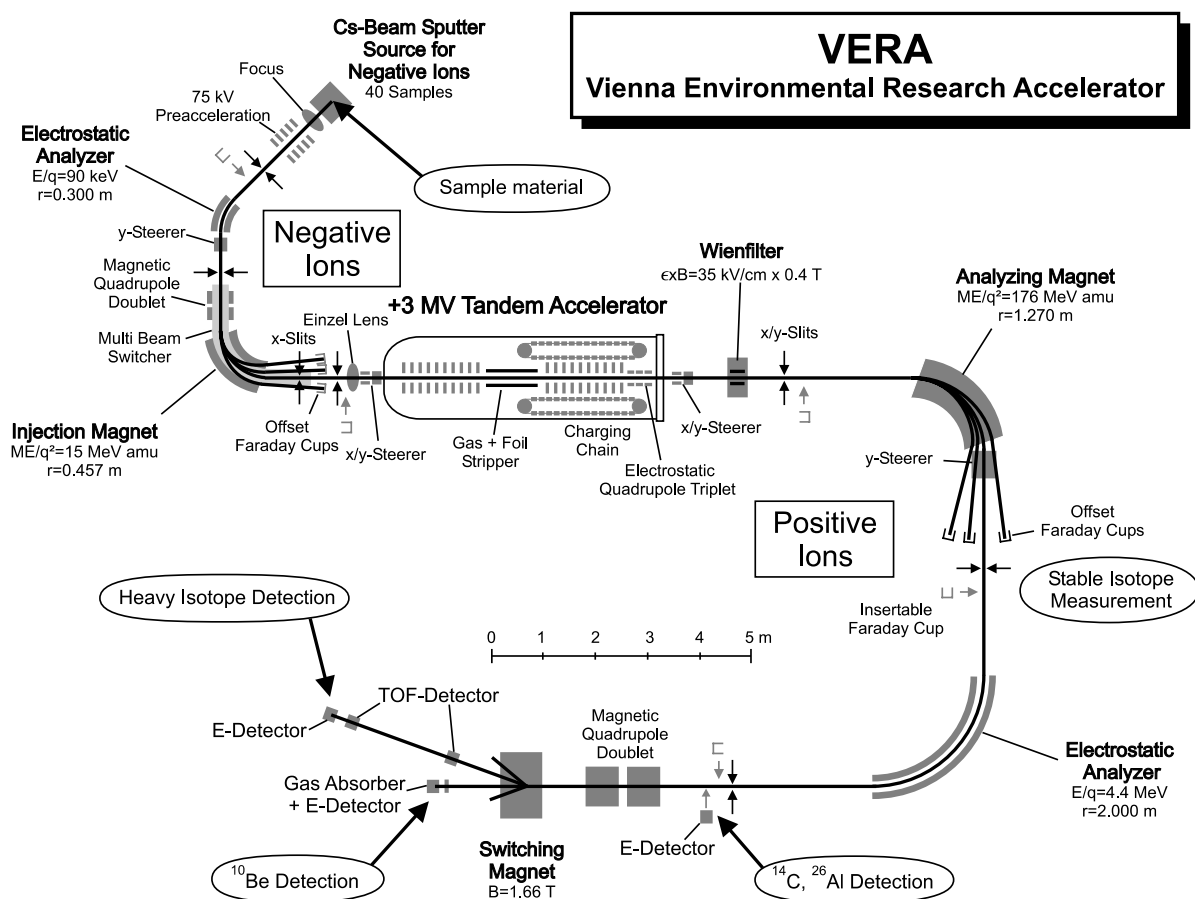 VERA
Vienna Environmental Research Accelerator
Cs-Beam Sputter
Source for
Negative Ions
40 Samples
Focus
75 kV
Preacceleration
Electrostatic
Analyzer
E/q=90 keV
r=0.300 m
Sample material
y-Steerer
Negative
Ions
Magnetic
Quadrupole
Doublet
Multi Beam
Switcher
x-Slits
Einzel Lens
+3 MV Tandem Accelerator
Wienfilter
ϵxB=35 kV/cm x 0.4 T
x/y-Slits
Analyzing Magnet
ME/q²=176 MeV amu
r=1.270 m
Injection Magnet
ME/q²=15 MeV amu
r=0.457 m
Offset
Faraday Cups
x/y-Steerer
Gas + Foil
Stripper
Charging
Chain
Electrostatic
Quadrupole Triplet
x/y-Steerer
y-Steerer
Positive
Ions
Offset
Faraday Cups
Stable Isotope
Measurement
Insertable
Faraday Cup
Heavy Isotope Detection
0 1 2 3 4 5 m
TOF-Detector
E-Detector
Magnetic
Quadrupole
Doublet
Gas Absorber
+ E-Detector
Electrostatic
Analyzer
E/q=4.4 MeV
r=2.000 m
E-Detector
Switching
Magnet
B=1.66 T
¹⁰Be Detection
¹⁴C, ²⁶Al Detection